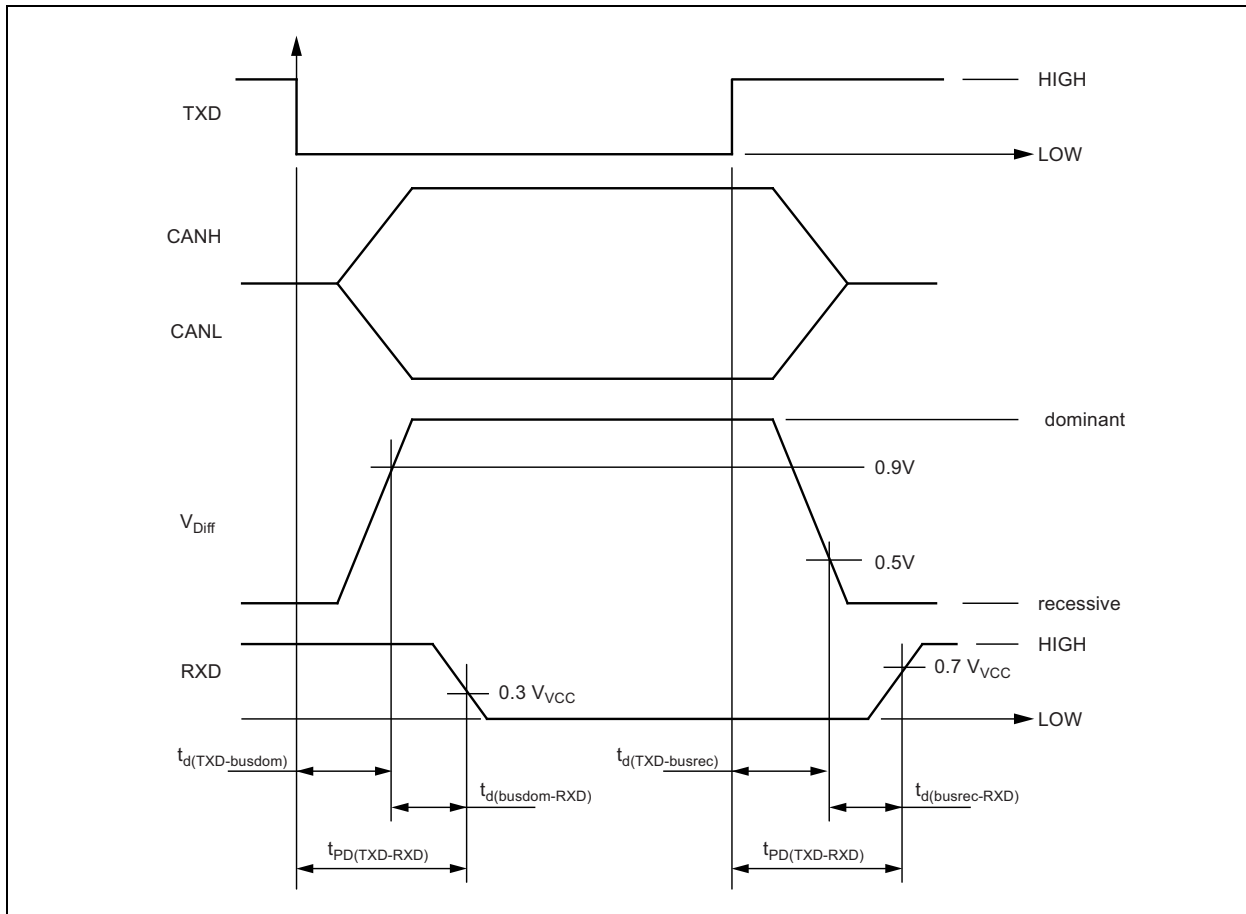 TXD
HIGH
LOW
CANH
CANL
dominant
0.9V
V_Diff
0.5V
recessive
HIGH
RXD
0.7 V_VCC
0.3 V_VCC
LOW
t_d(TXD-busdom)
t_d(TXD-busrec)
t_d(busdom-RXD)
t_d(busrec-RXD)
t_PD(TXD-RXD)
t_PD(TXD-RXD)